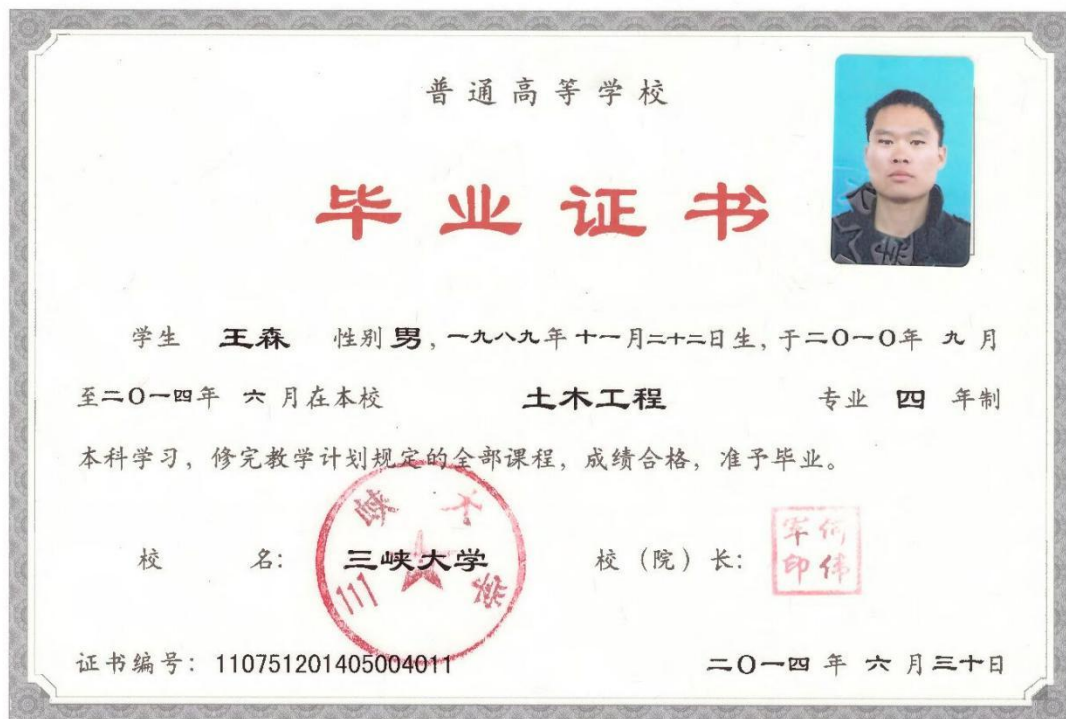 普通高等学校
毕业证书
学生 王森 性别 男, 一九八九年 十一月二十二日生, 于二〇一〇年 九 月
至二〇一四年 六 月在本校 土木工程 专业 四 年制
本科学习, 修完教学计划规定的全部课程, 成绩合格, 准予毕业。
校 名: 三峡大学 校（院）长:
三峡大学
何伟军印
证书编号: 110751201405004011 二〇一四 年 六 月三十日